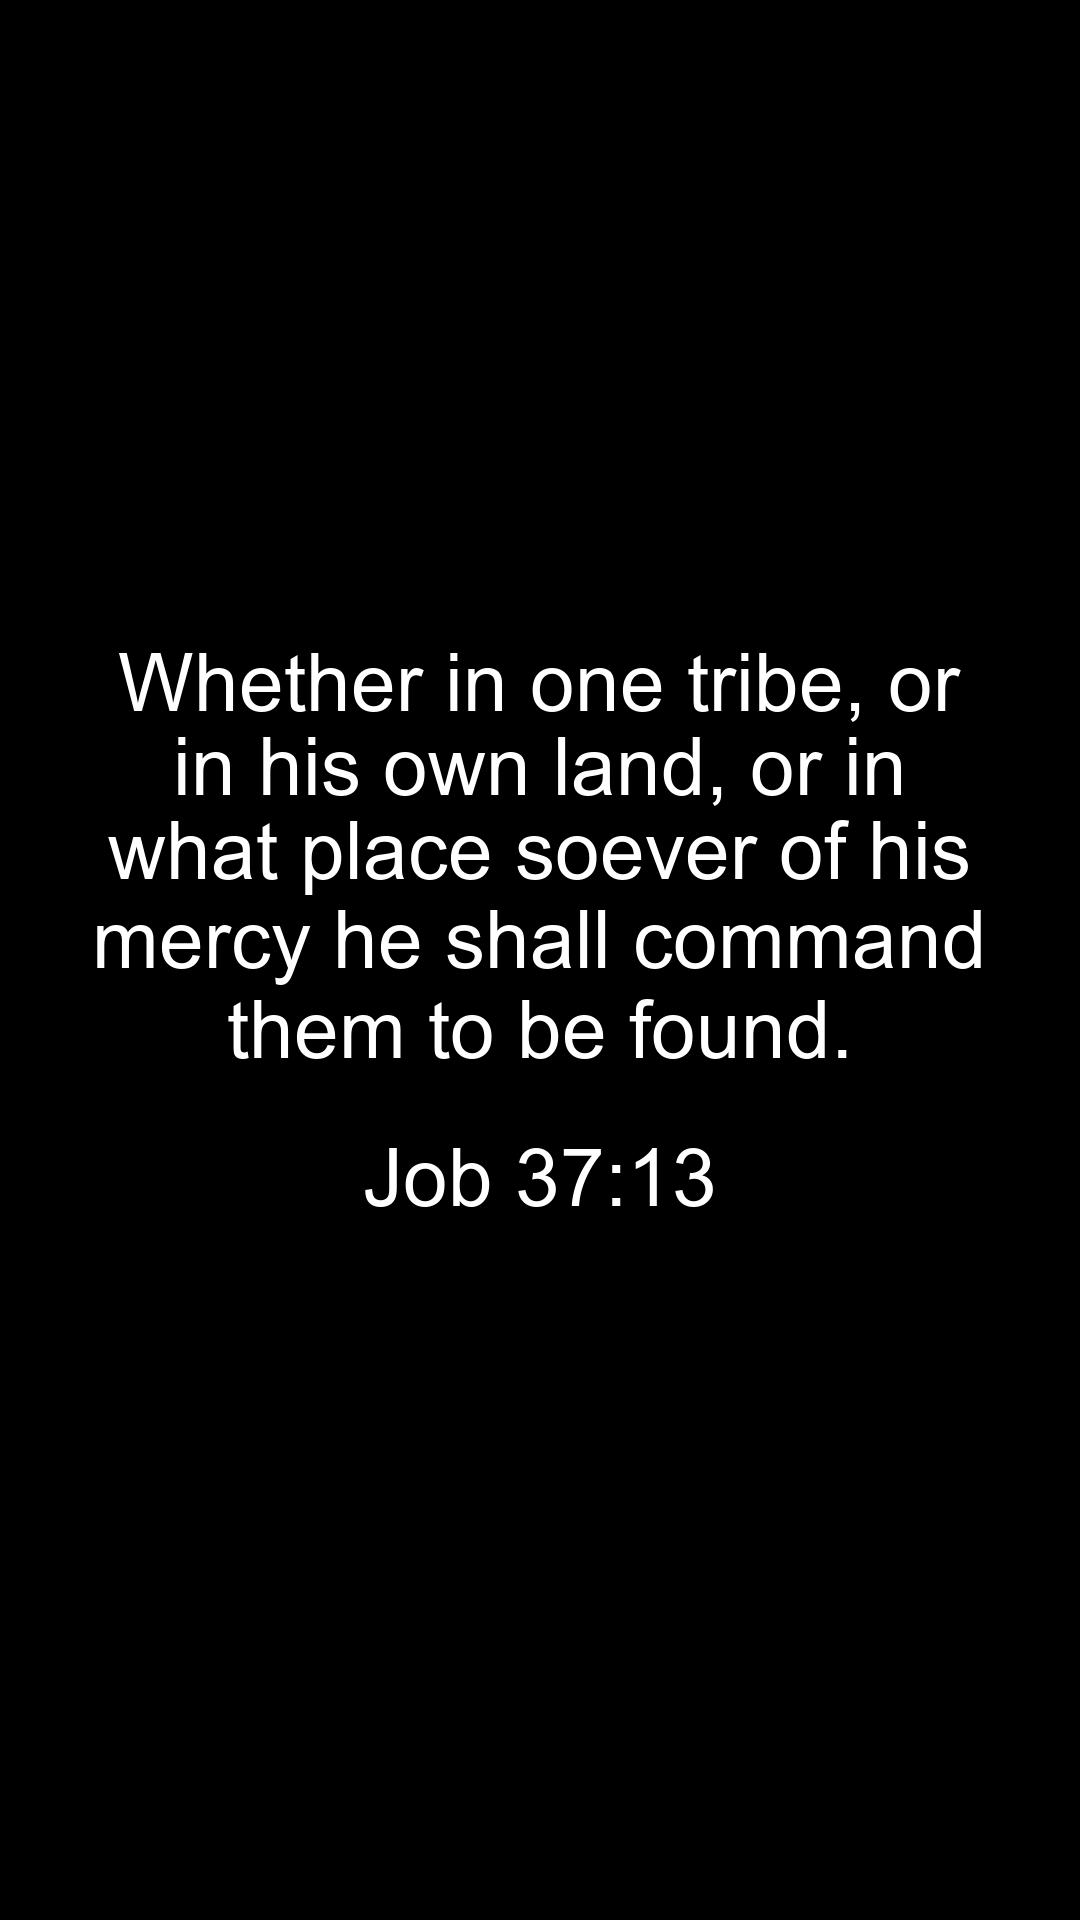 Whether in one tribe, or
in his own land, or in
what place soever of his
mercy he shall command
them to be found.
Job 37:13